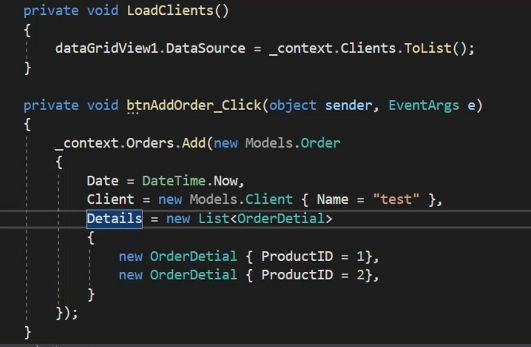 private void LoadClients()
{
dataGridView1.DataSource = _context.Clients.ToList();
}
private void btnAddOrder_Click(object sender, EventArgs e)
{
_context.Orders.Add(new Models.Order
{
Date = DateTime.Now,
Client = new Models.Client { Name = "test" },
Details = new List<OrderDetial>
{
new OrderDetial { ProductID = 1},
new OrderDetial { ProductID = 2},
}
});
}